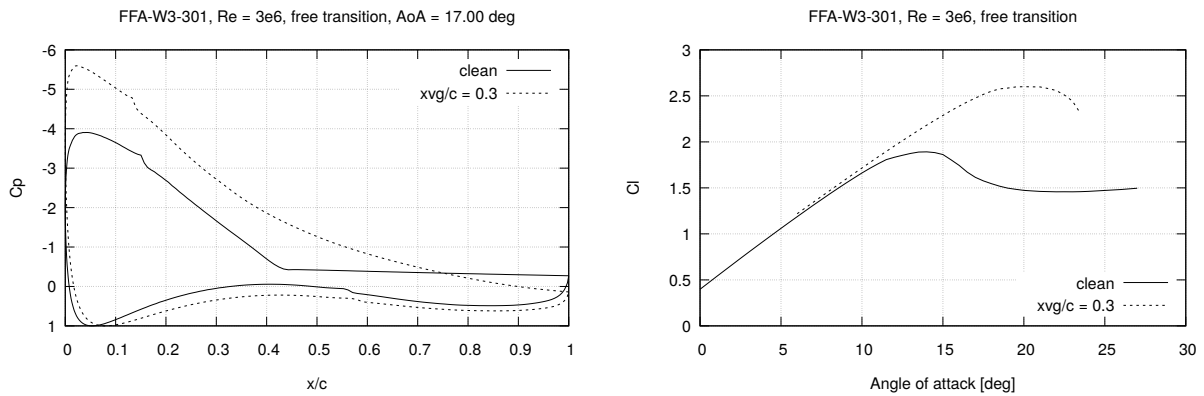 FFA-W3-301, Re = 3e6, free transition, AoA = 17.00 deg
-6
-5
-4
-3
-2
-1
0
1
Cp
clean
xvg/c = 0.3
0 0.1 0.2 0.3 0.4 0.5 0.6 0.7 0.8 0.9 1
x/c
FFA-W3-301, Re = 3e6, free transition
3
2.5
2
1.5
1
0.5
0
Cl
clean
xvg/c = 0.3
0 5 10 15 20 25 30
Angle of attack [deg]